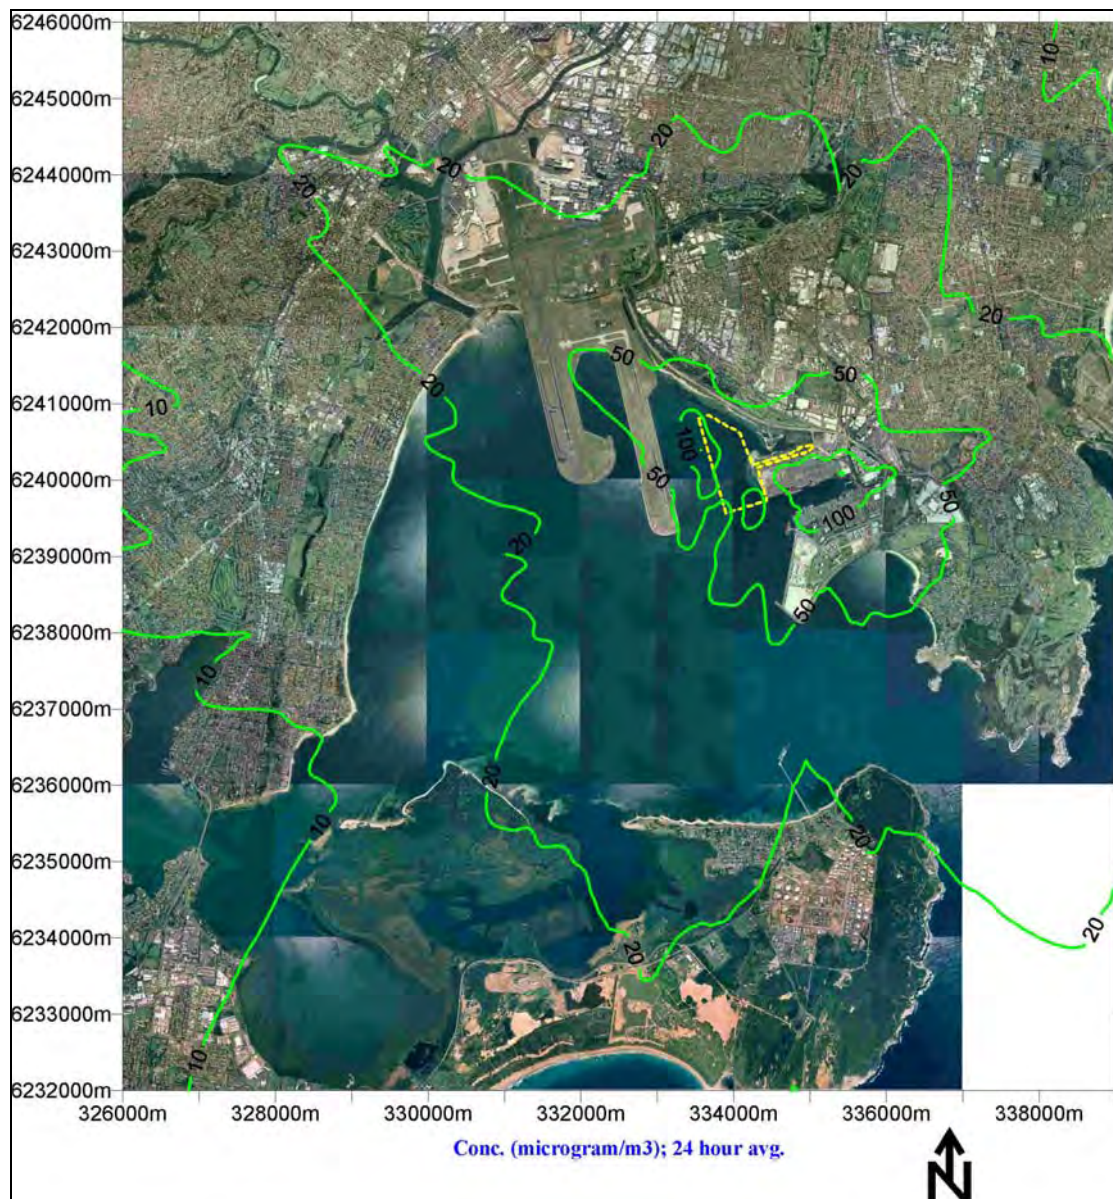 6246000m
10
6245000m
20
20
6244000m
20
20
6243000m
20
6242000m
50
20
50
6241000m
10
100
6240000m
50
50
100
20
6239000m
50
6238000m
10
6237000m
20
6236000m
10
20
6235000m
20
6234000m
20
6233000m
10
6232000m
326000m 328000m 330000m 332000m 334000m 336000m 338000m
Conc. (microgram/m3); 24 hour avg.
N